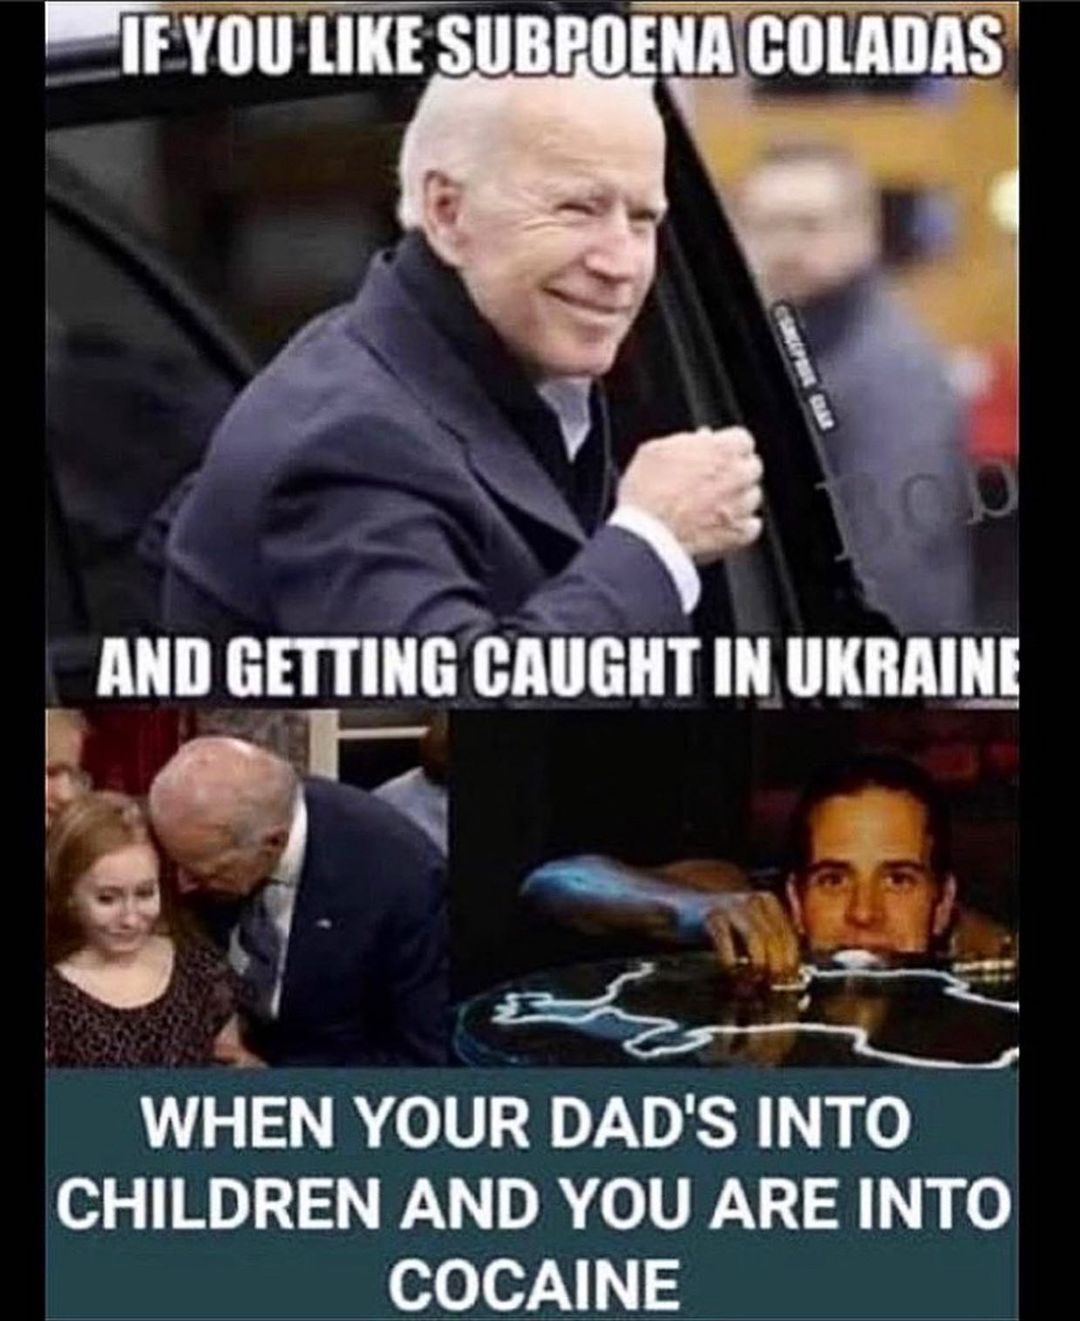 IF YOU LIKE SUBPOENA COLADAS
AND GETTING CAUGHT IN UKRAINE
WHEN YOUR DAD'S INTO
CHILDREN AND YOU ARE INTO
COCAINE